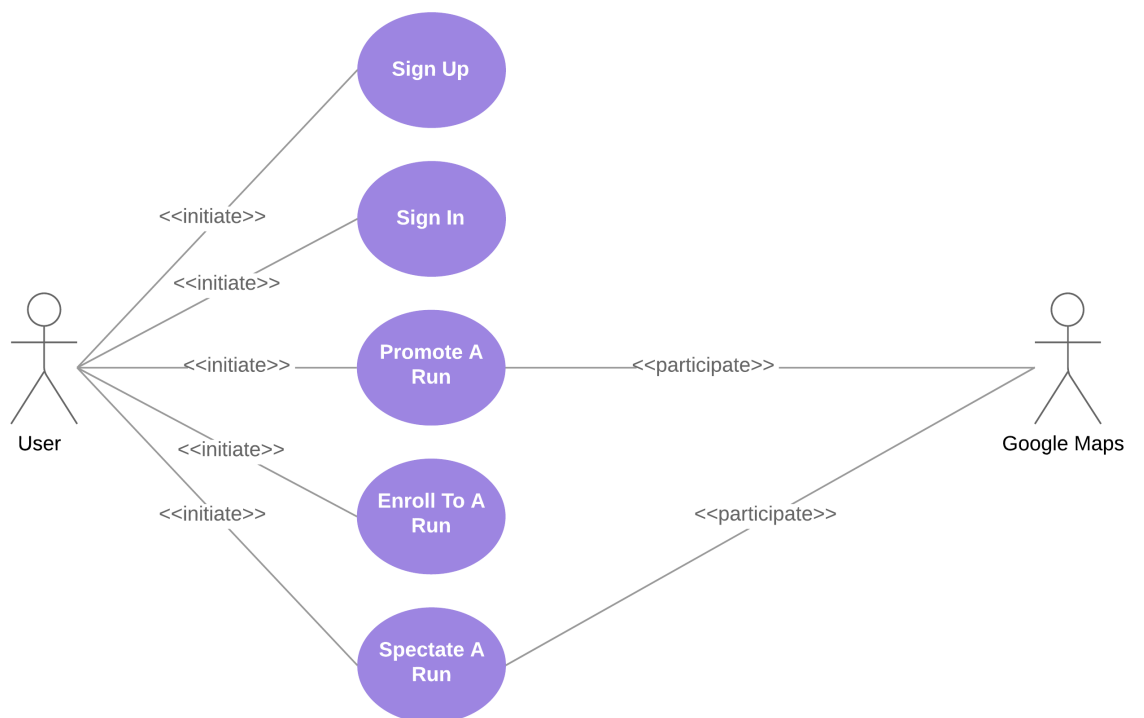 Sign Up
<<initiate>>
Sign In
<<initiate>>
Promote A
Run
<<initiate>>
<<participate>>
User
Google Maps
<<initiate>>
Enroll To A
Run
<<initiate>>
<<participate>>
Spectate A
Run